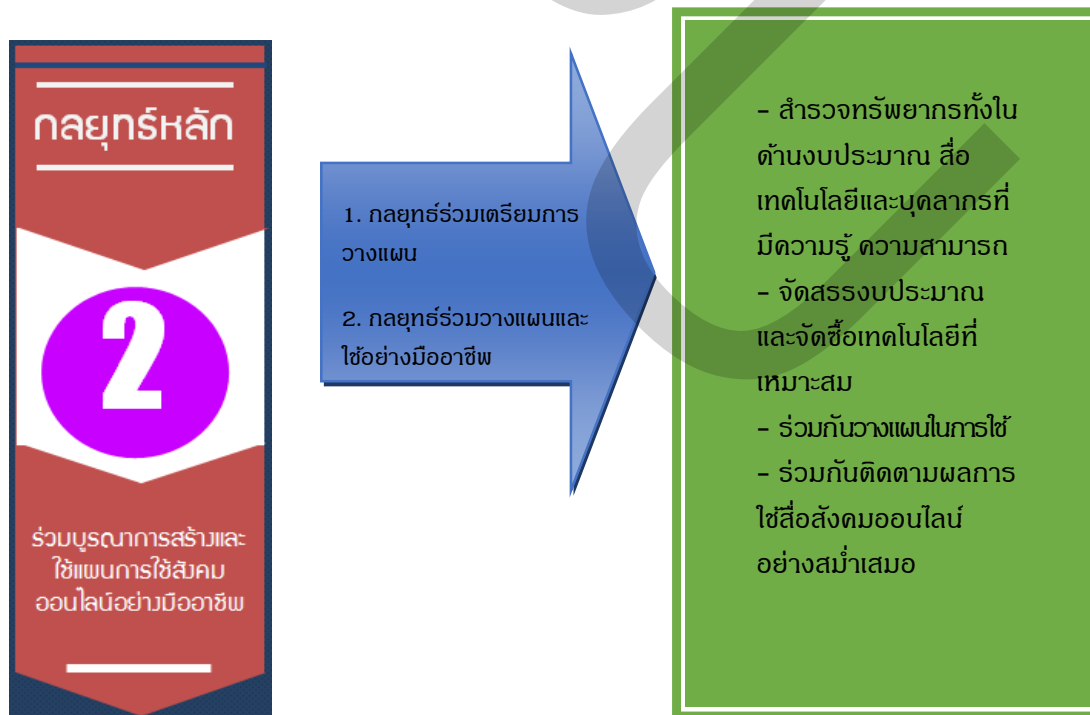 กลยุทธ์หลัก
2
ร่วมบูรณาการสร้างและ
ใช้แผนการใช้สังคม
ออนไลน์อย่างมืออาชีพ
1. กลยุทธ์ร่วมเตรียมการ
วางแผน
2. กลยุทธ์ร่วมวางแผนและ
ใช้อย่างมืออาชีพ
- สำรวจทรัพยากรทั้งใน
ด้านงบประมาณ สื่อ
เทคโนโลยีและบุคลากรที่
มีความรู้ ความสามารถ
- จัดสรรงบประมาณ
และจัดซื้อเทคโนโลยีที่
เหมาะสม
- ร่วมกันวางแผนในการใช้
- ร่วมกันติดตามผลการ
ใช้สื่อสังคมออนไลน์
อย่างสม่ำเสมอ